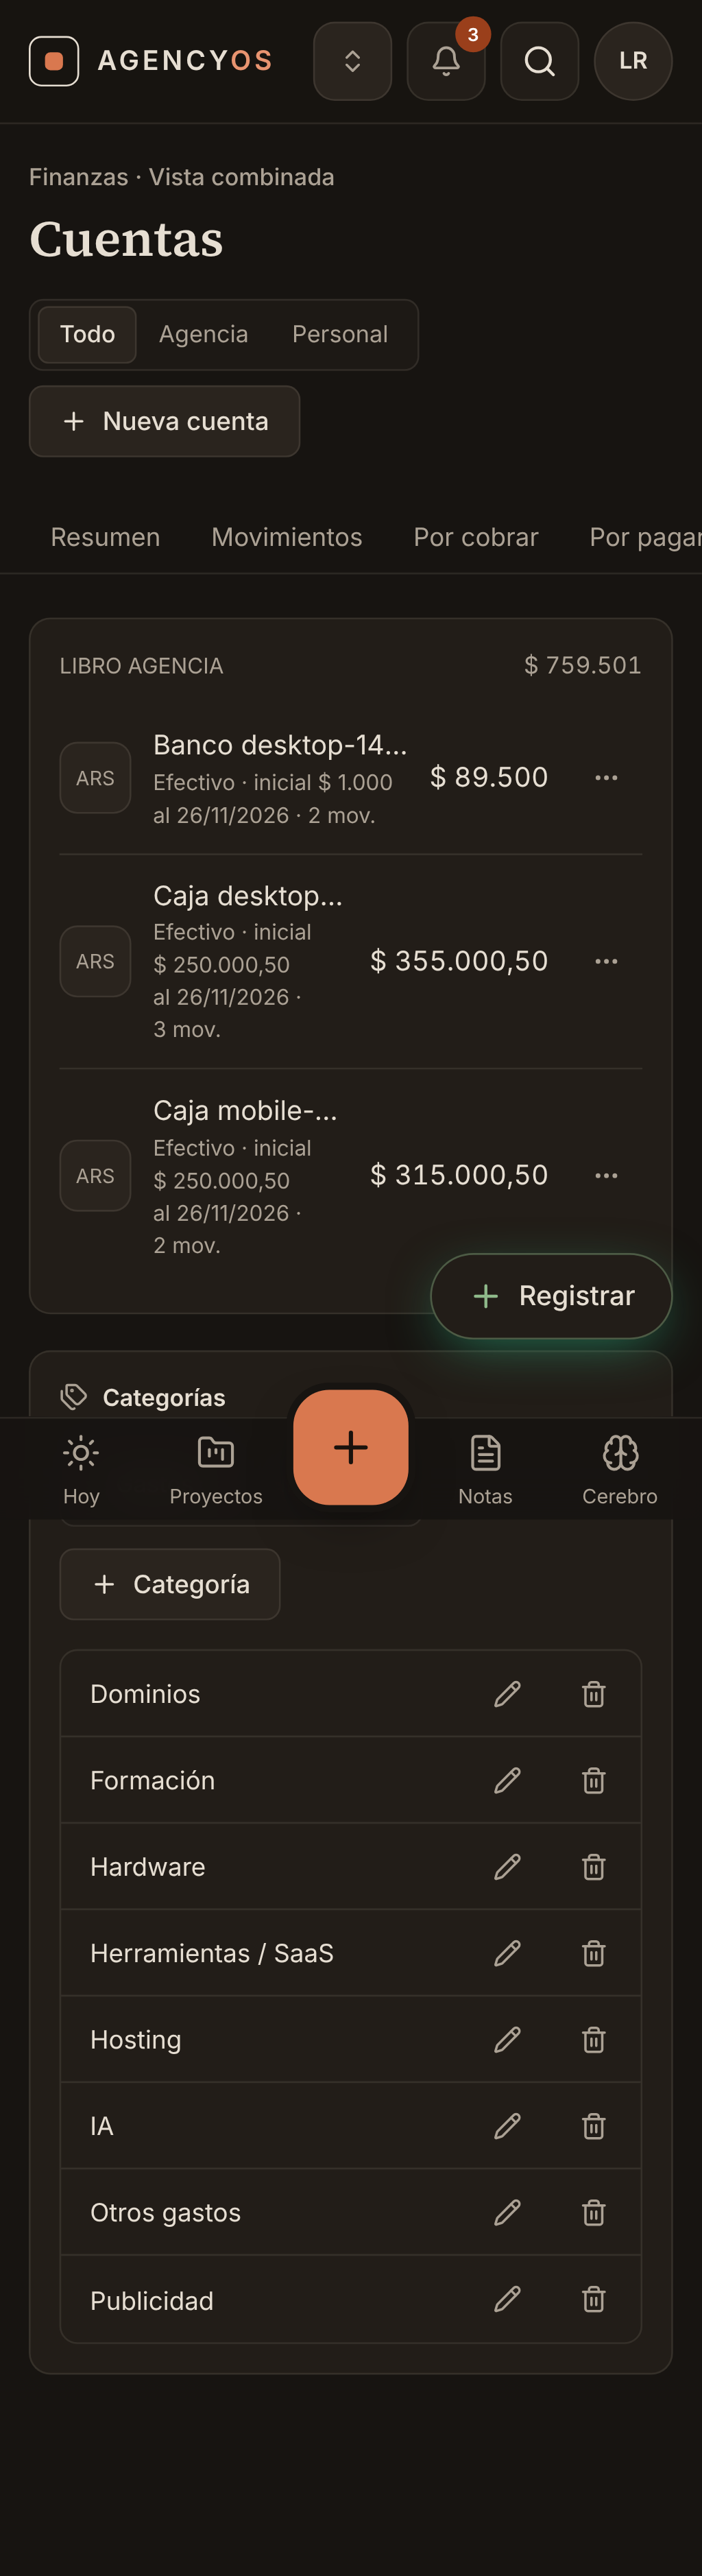 AGENCYOS
3
LR
Finanzas · Vista combinada
Cuentas
Todo
Agencia
Personal
Nueva cuenta
Resumen
Movimientos
Por cobrar
Por pagar
LIBRO AGENCIA
$ 759.501
Banco desktop-14...
ARS
Efectivo · inicial $ 1.000
$ 89.500
al 26/11/2026 · 2 mov.
Caja desktop...
Efectivo · inicial
ARS
$ 250.000,50
$ 355.000,50
al 26/11/2026 ·
3 mov.
Caja mobile-...
Efectivo · inicial
ARS
$ 250.000,50
$ 315.000,50
al 26/11/2026 ·
2 mov.
Registrar
Categorías
Hoy
Proyectos
Notas
Cerebro
Categoría
Dominios
Formación
Hardware
Herramientas / SaaS
Hosting
IA
Otros gastos
Publicidad